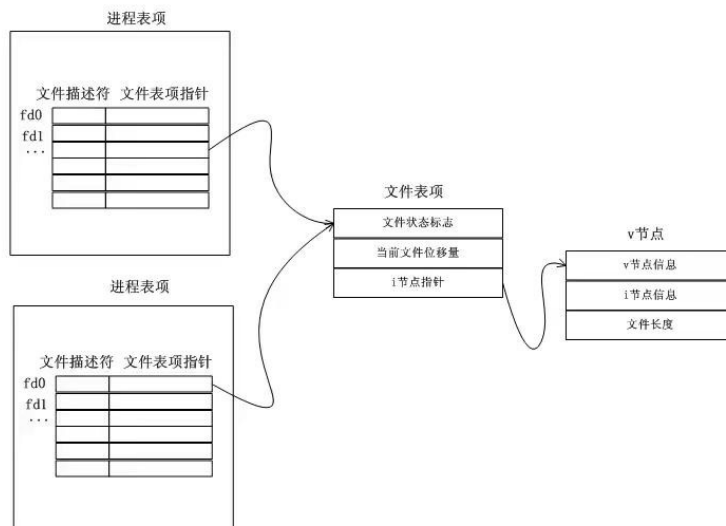 进程表项
文件描述符 文件表项指针
fd0
fd1
...
文件表项
文件状态标志
当前文件位移量
i节点指针
v节点
v节点信息
i节点信息
文件长度
进程表项
文件描述符 文件表项指针
fd0
fd1
...